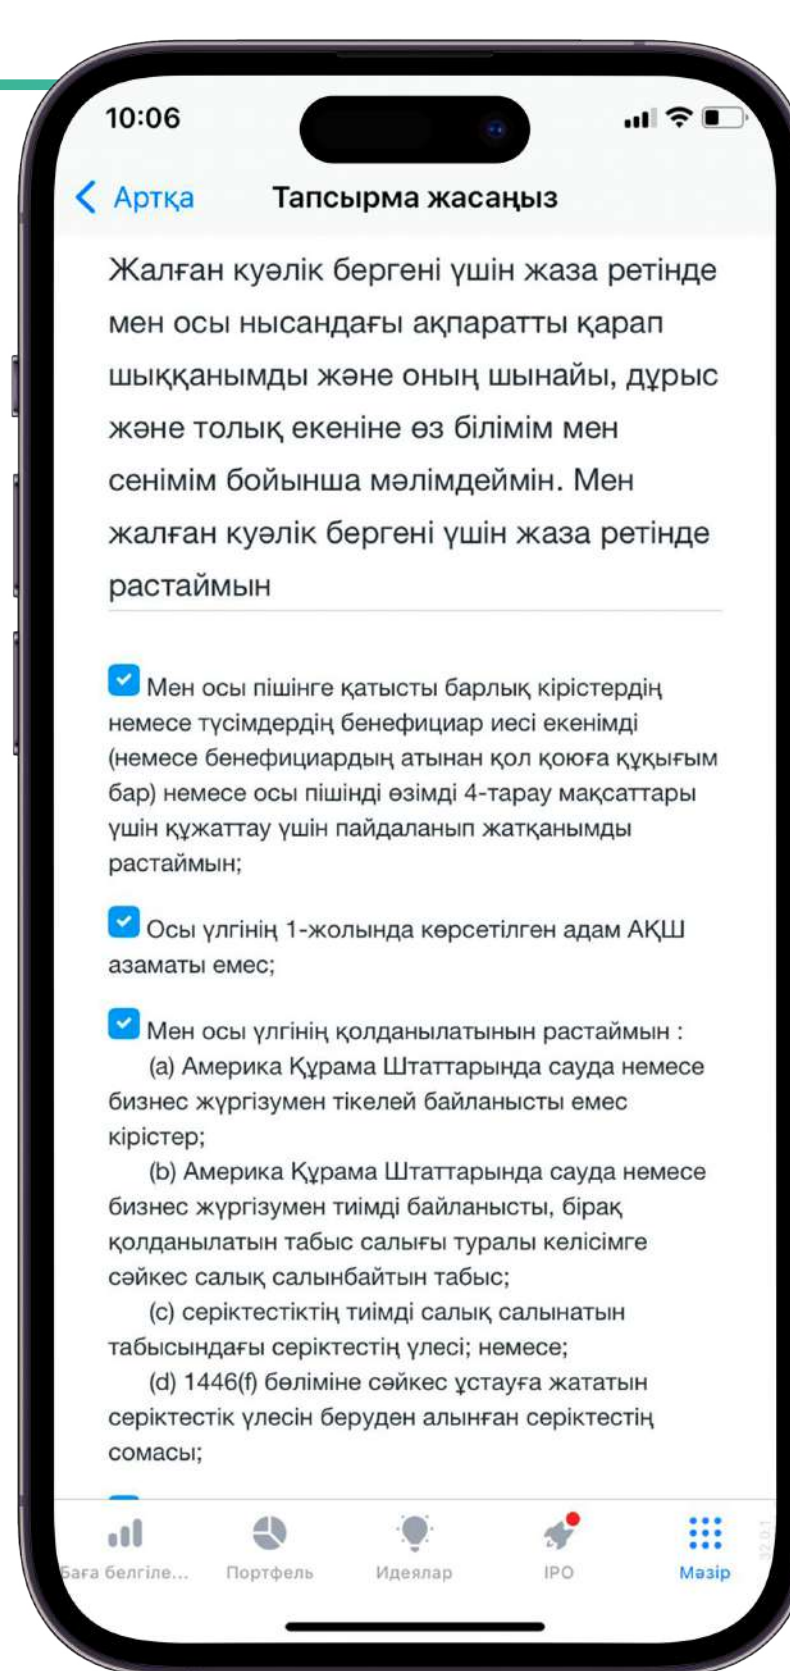 10:06
Артқа
Тапсырма жасаңыз
Жалған куәлік бергені үшін жаза ретінде
мен осы нысандағы ақпаратты қарап
шыққанымды және оның шынайы, дұрыс
және толық екеніне өз білімім мен
сенімім бойынша мәлімдеймін. Мен
жалған куәлік бергені үшін жаза ретінде
растаймын
Мен осы пішінге қатысты барлық кірістердің
немесе түсімдердің бенефициар иесі екенімді
(немесе бенефициардың атынан қол қоюға құқығым
бар) немесе осы пішінді өзімді 4-тарау мақсаттары
үшін құжаттау үшін пайдаланып жатқанымды
растаймын;
Осы үлгінің 1-жолында көрсетілген адам АҚШ
азаматы емес;
Мен осы үлгінің қолданылатынын растаймын :
(a) Америка Құрама Штаттарында сауда немесе
бизнес жүргізумен тікелей байланысты емес
кірістер;
(b) Америка Құрама Штаттарында сауда немесе
бизнес жүргізумен тиімді байланысты, бірақ
қолданылатын табыс салығы туралы келісімге
сәйкес салық салынбайтын табыс;
(c) серіктестіктің тиімді салық салынатын
табысындағы серіктестің үлесі; немесе;
(d) 1446(f) бөліміне сәйкес ұстауға жататын
серіктестік үлесін беруден алынған серіктестің
сомасы;
Баға белгіле...
Портфель
Идеялар
IPO
Мәзір
32.0.1